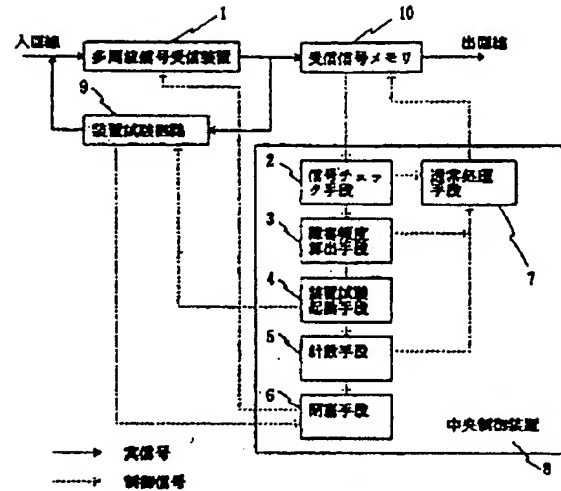 1
10
入回線
多周波信号受信装置
受信信号メモリ
出回線
9
装置試験回路
2
信号チェッ
ク手段
通常処理
手段
3
障害頻度
算出手段
7
4
装置試験
起動手段
5
計数手段
6
閉塞手段
中央制御装置
8
実信号
制御信号